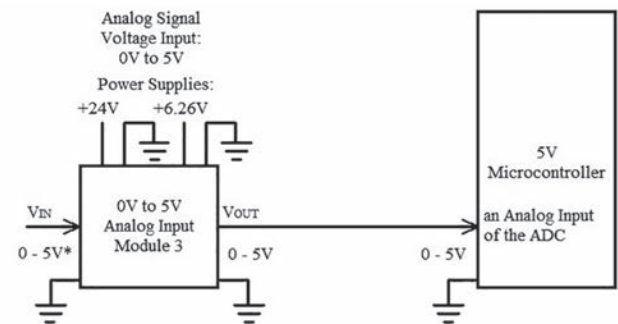 Analog Signal
Voltage Input:
0V to 5V
Power Supplies:
+24V +6.26V
VIN
0 - 5V*
0V to 5V
Analog Input
Module 3
VOUT
0 - 5V
0 - 5V
5V
Microcontroller
an Analog Input
of the ADC